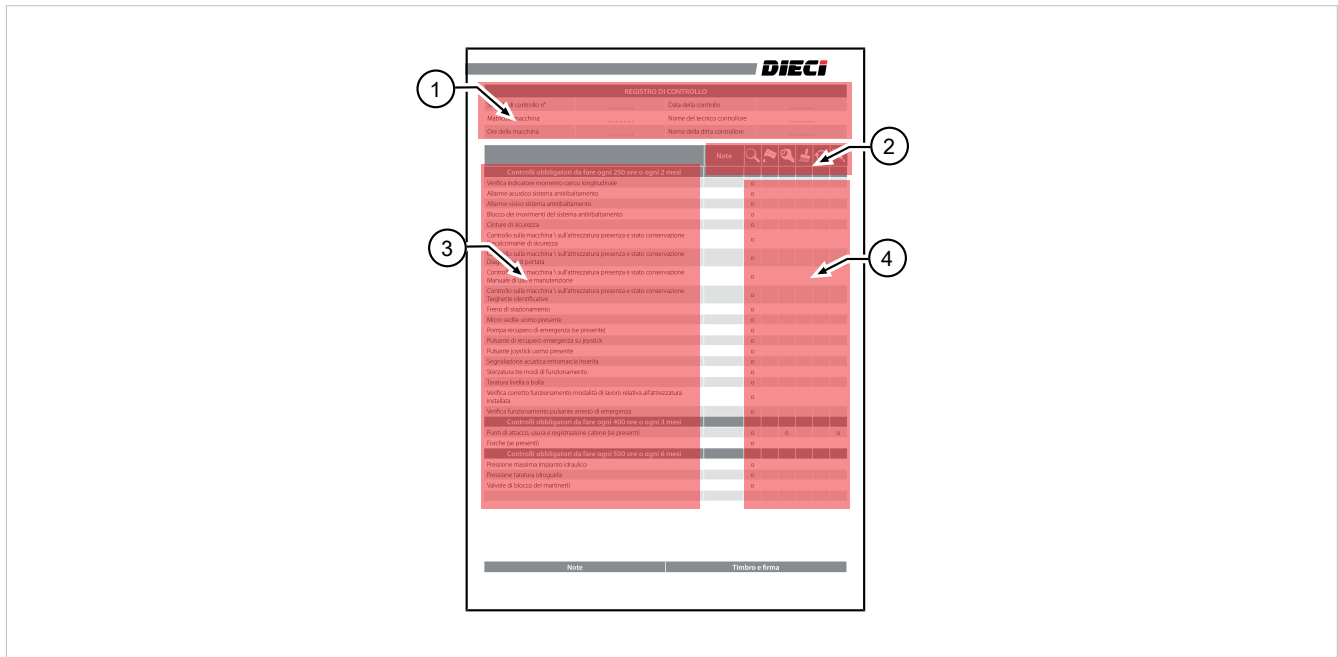 DIECI
1
REGISTRO DI CONTROLLO
di controllo n° .......... Data della controllo ..........
macchina: .......... Nome del tecnico controllore ..........
Ore della macchina .......... Nome della ditta controllore ..........
2
Note
Controlli obbligatori da fare ogni 250 ore o ogni 2 mesi
Verifica indicatore momento carico longitudinale o
Allarme acustico sistema antiribaltamento o
Allarme visivo sistema antiribaltamento o
Blocco dei movimenti del sistema antiribaltamento o
Cinture di sicurezza o
Controllo sulla macchina \ sull'attrezzatura presenza e stato conservazione
di sicurezza o
3
sulla macchina \ sull'attrezzatura presenza e stato conservazione
di portata o
4
sulla macchina \ sull'attrezzatura presenza e stato conservazione
Manuale di uso e manutenzione o
Controllo sulla macchina \ sull'attrezzatura presenza e stato conservazione
Targhette identificative o
Freno di stazionamento o
Micro sedile uomo presente o
Pompa recupero di emergenza (se presente) o
Pulsante di recupero emergenza su joystick o
Pulsante joystick uomo presente o
Segnalazione acustica retromarcia inserita o
Sterzatura tre modi di funzionamento o
Taratura livella a bolla o
Verifica corretto funzionamento modalità di lavoro relativa all'attrezzatura
installata o
Verifica funzionamento pulsante arresto di emergenza o
Controlli obbligatori da fare ogni 400 ore o ogni 3 mesi
Punti di attacco, usura e registrazione catene (se presenti) o o o
Forche (se presenti) o
Controlli obbligatori da fare ogni 500 ore o ogni 6 mesi
Pressione massima impianto idraulico o
Pressione taratura idroguida o
Valvole di blocco dei martinetti o
Note Timbro e firma